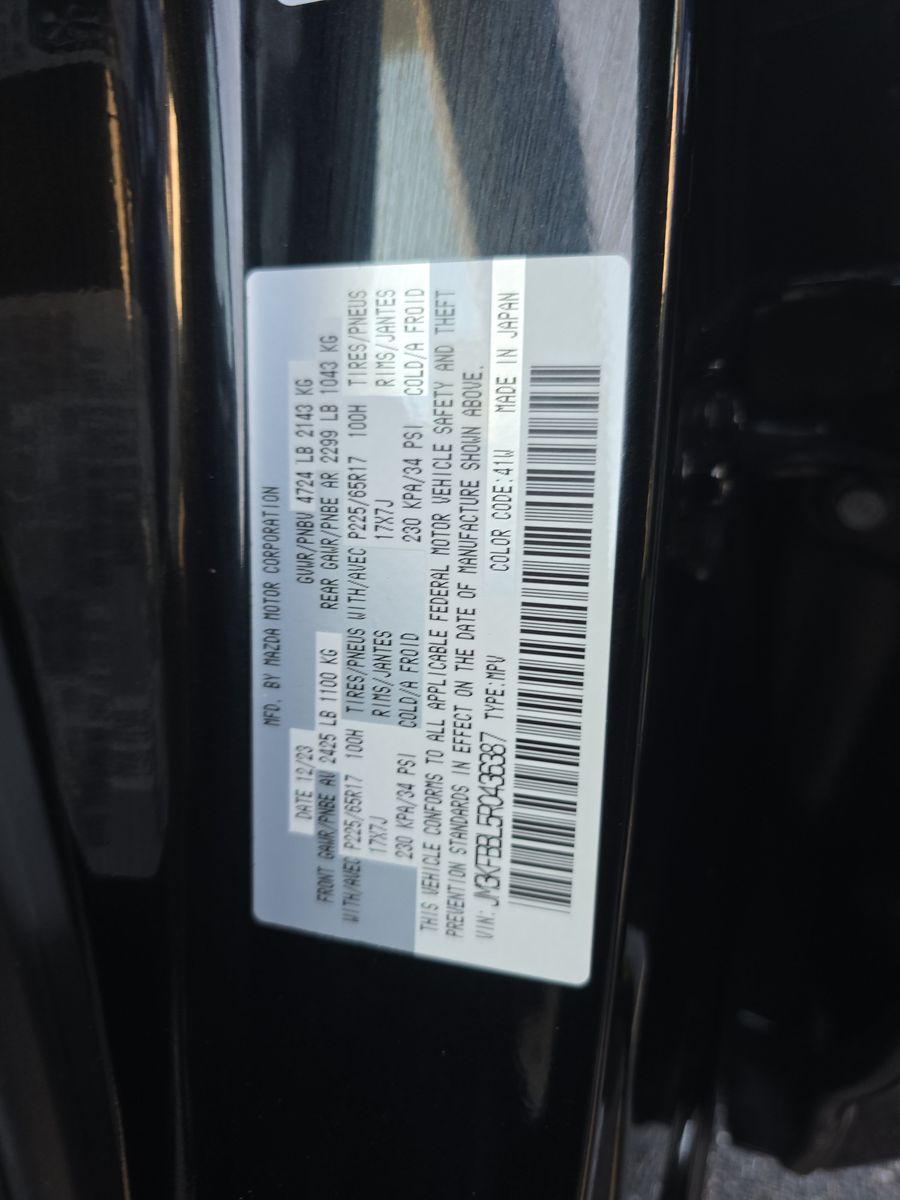 MFD. BY MAZDA MOTOR CORPORATION
DATE 12/23 GVWR/PNBV 4724 LB 2143 KG
FRONT GAWR/PNBE AV 2425 LB 1100 KG REAR GAWR/PNBE AR 2299 LB 1043 KG
WITH/AVEC P225/65R17 100H TIRES/PNEUS WITH/AVEC P225/65R17 100H TIRES/PNEUS
17X7J RIMS/JANTES 17X7J RIMS/JANTES
230 KPA/34 PSI COLD/A FROID 230 KPA/34 PSI COLD/A FROID
THIS VEHICLE CONFORMS TO ALL APPLICABLE FEDERAL MOTOR VEHICLE SAFETY AND THEFT
PREVENTION STANDARDS IN EFFECT ON THE DATE OF MANUFACTURE SHOWN ABOVE.
VIN: JM3KFBBL5R0436387 TYPE:MPV COLOR CODE:41W MADE IN JAPAN